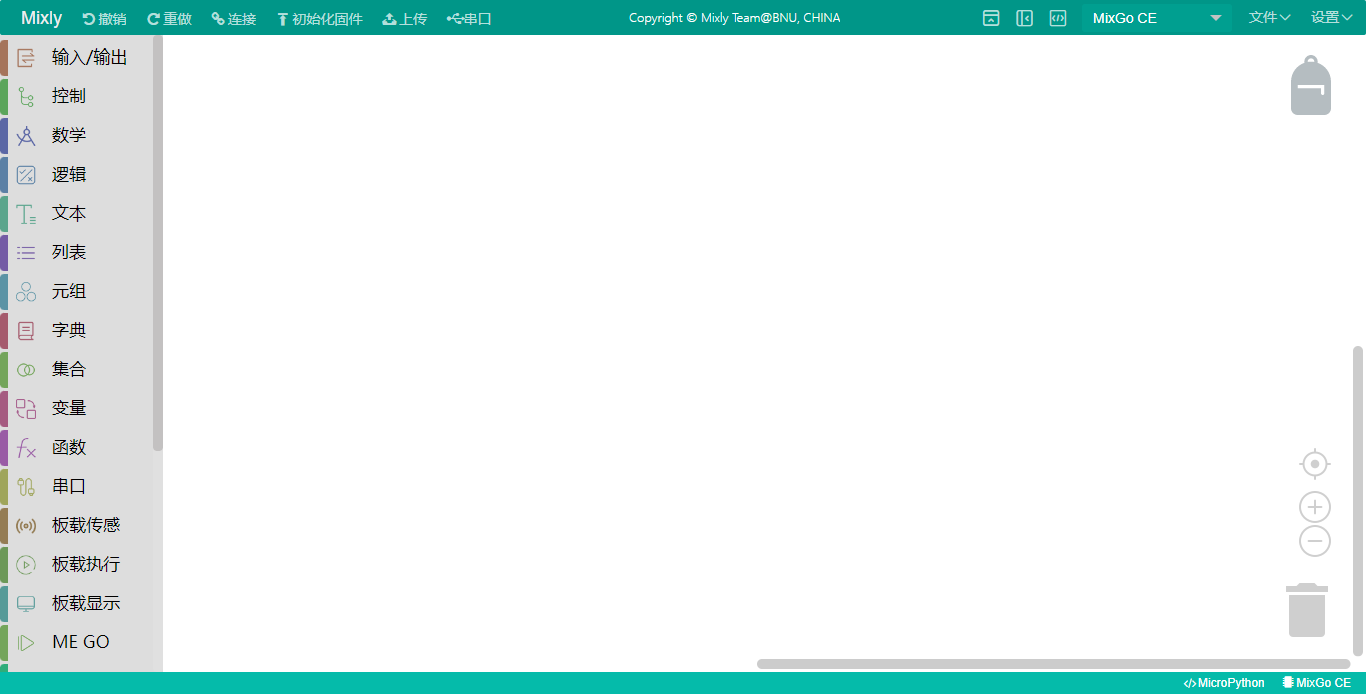 Mixly 撤销 重做 连接 初始化固件 上传 串口 Copyright © Mixly Team@BNU, CHINA MixGo CE 文件 设置
输入/输出
控制
数学
逻辑
文本
列表
元组
字典
集合
变量
函数
串口
板载传感
板载执行
板载显示
ME GO
MicroPython MixGo CE